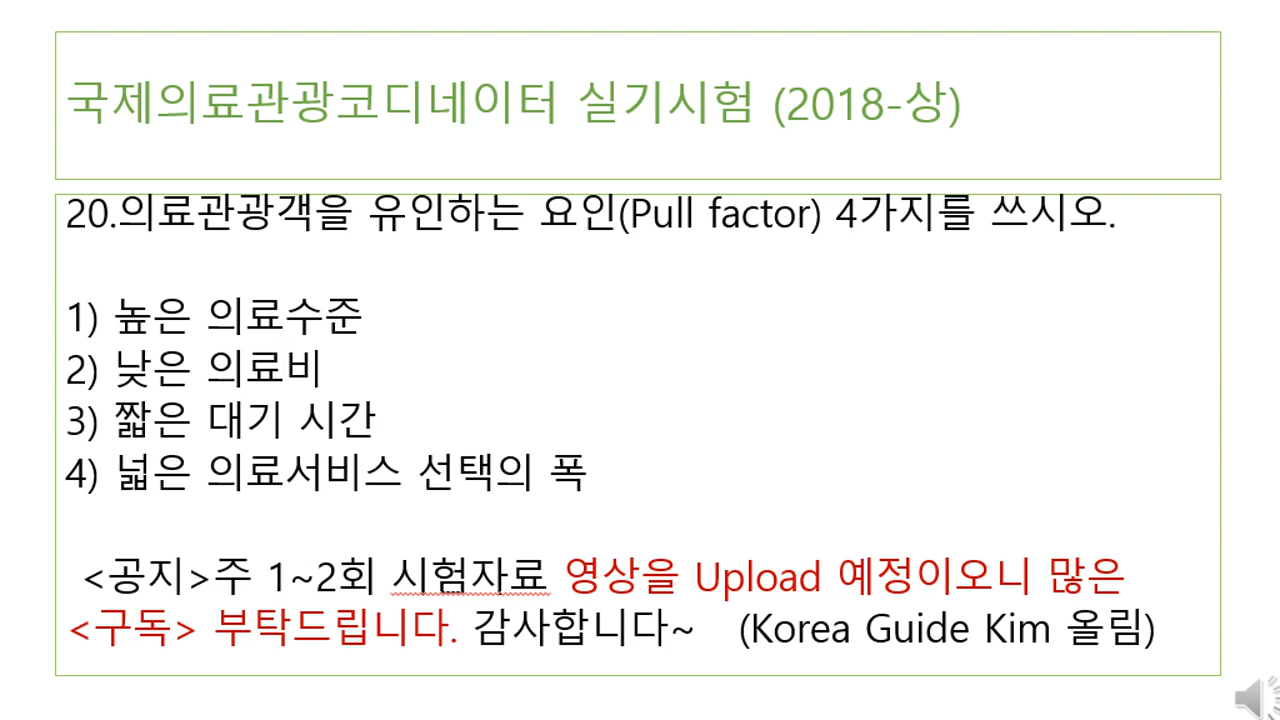 국제의료관광코디네이터 실기시험 (2018-상)
20.의료관광객을 유인하는 요인(Pull factor) 4가지를 쓰시오.
1) 높은 의료수준
2) 낮은 의료비
3) 짧은 대기 시간
4) 넓은 의료서비스 선택의 폭
<공지>주 1~2회 시험자료 영상을 Upload 예정이오니 많은
<구독> 부탁드립니다. 감사합니다~ (Korea Guide Kim 올림)